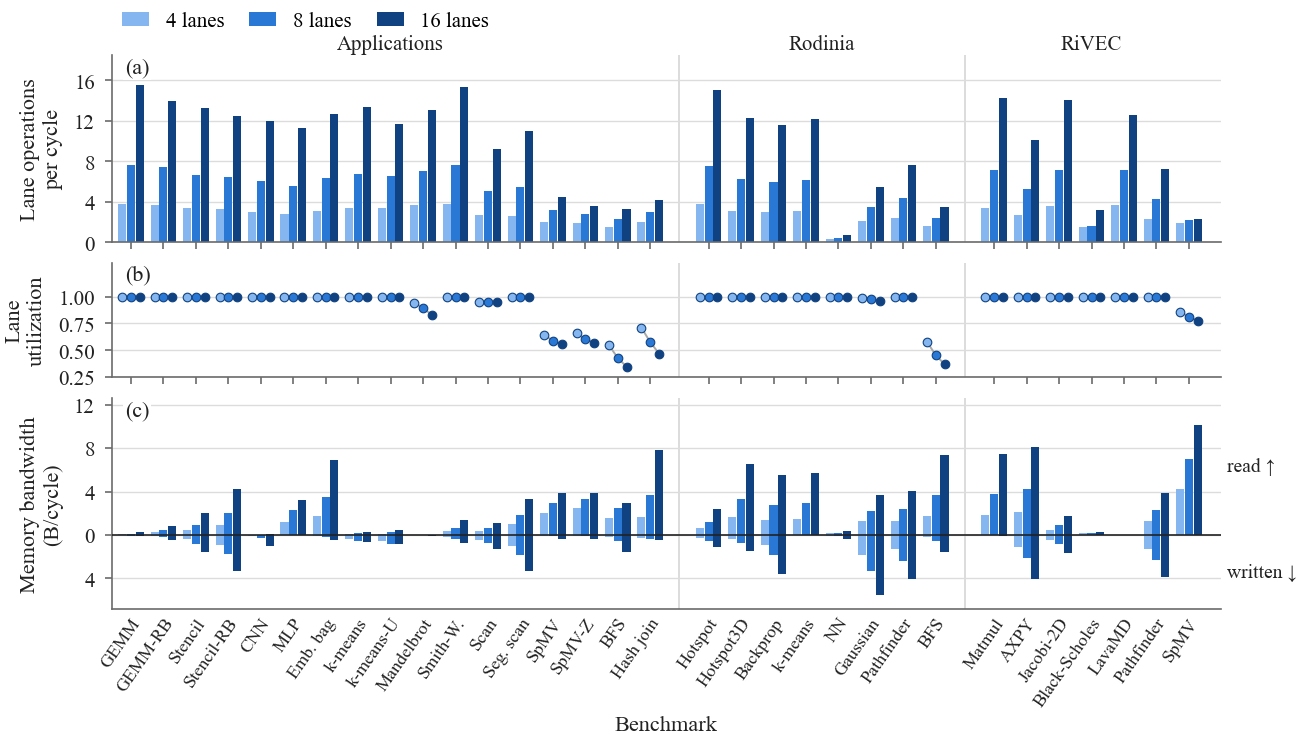 4 lanes 8 lanes 16 lanes
Applications Rodinia RiVEC
(a)
Lane operations
per cycle
16
12
8
4
0
(b)
Lane
utilization
1.00
0.75
0.50
0.25
(c)
Memory bandwidth
(B/cycle)
12
8
4
0
4
read ↑
written ↓
GEMM
GEMM-RB
Stencil
Stencil-RB
CNN
MLP
Emb. bag
k-means
k-means-U
Mandelbrot
Smith-W.
Scan
Seg. scan
SpMV
SpMV-Z
BFS
Hash join
Hotspot
Hotspot3D
Backprop
k-means
NN
Gaussian
Pathfinder
BFS
Matmul
AXPY
Jacobi-2D
Black-Scholes
LavaMD
Pathfinder
SpMV
Benchmark